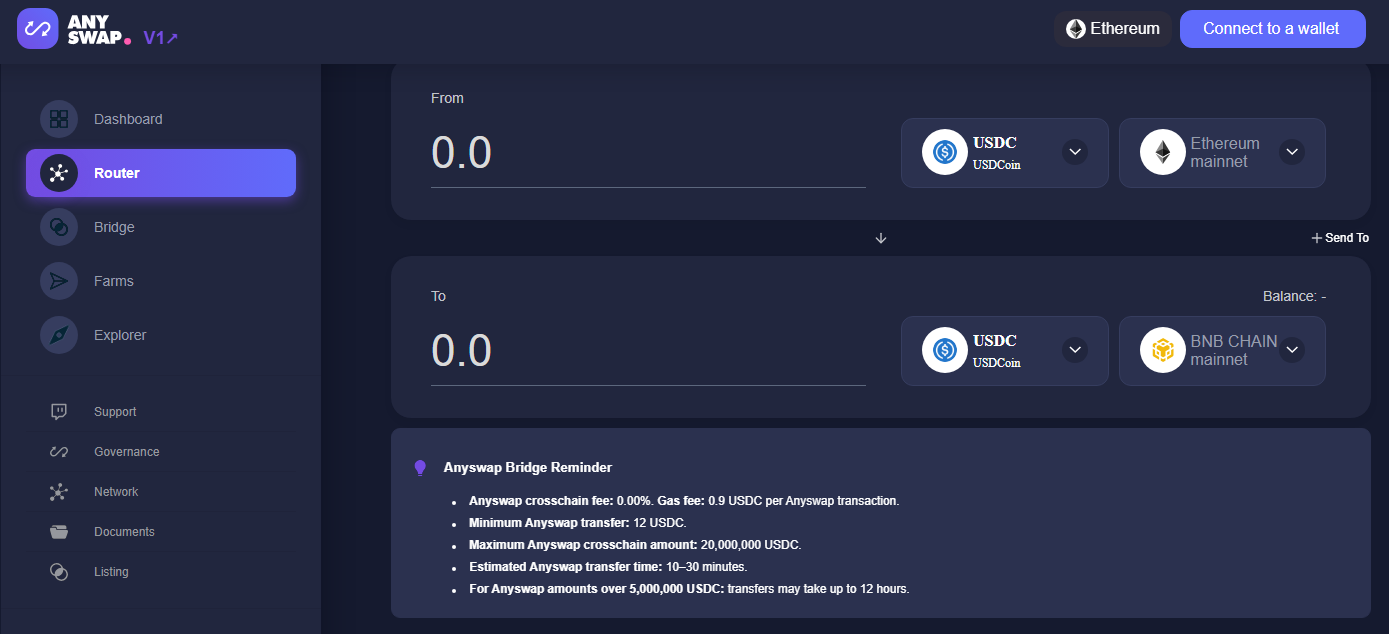 ANY
SWAP.
V1↗
Ethereum
Connect to a wallet
Dashboard
Router
Bridge
Farms
Explorer
Support
Governance
Network
Documents
Listing
From
0.0
USDC
USDCoin
Ethereum
mainnet
Send To
To
Balance: -
0.0
USDC
USDCoin
BNB CHAIN
mainnet
Anyswap Bridge Reminder
Anyswap crosschain fee: 0.00%. Gas fee: 0.9 USDC per Anyswap transaction.
Minimum Anyswap transfer: 12 USDC.
Maximum Anyswap crosschain amount: 20,000,000 USDC.
Estimated Anyswap transfer time: 10–30 minutes.
For Anyswap amounts over 5,000,000 USDC: transfers may take up to 12 hours.